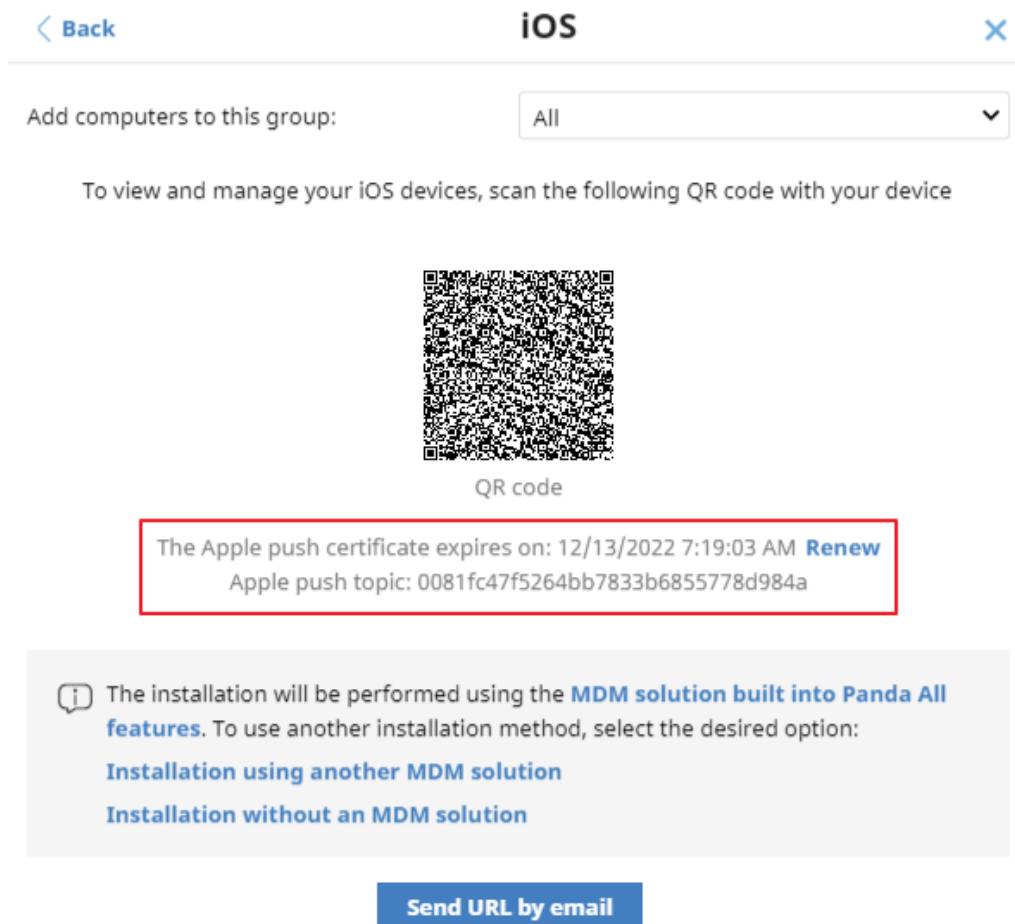 Back
iOS
Add computers to this group:
All
To view and manage your iOS devices, scan the following QR code with your device
QR code
The Apple push certificate expires on: 12/13/2022 7:19:03 AM Renew
Apple push topic: 0081fc47f5264bb7833b6855778d984a
The installation will be performed using the MDM solution built into Panda All
features. To use another installation method, select the desired option:
Installation using another MDM solution
Installation without an MDM solution
Send URL by email